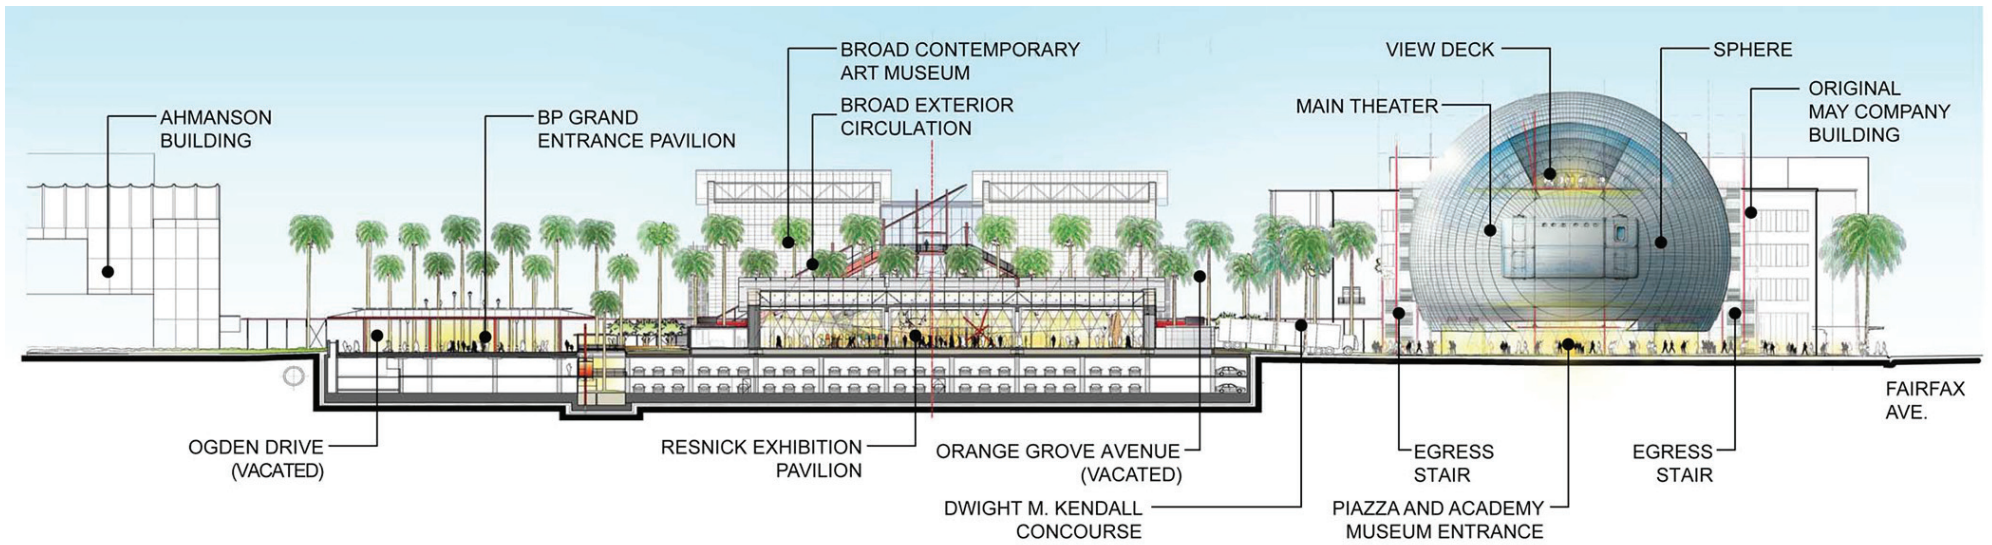 BROAD CONTEMPORARY
ART MUSEUM
VIEW DECK
SPHERE
AHMANSON
BUILDING
BP GRAND
ENTRANCE PAVILION
BROAD EXTERIOR
CIRCULATION
MAIN THEATER
ORIGINAL
MAY COMPANY
BUILDING
FAIRFAX
AVE.
OGDEN DRIVE
(VACATED)
RESNICK EXHIBITION
PAVILION
ORANGE GROVE AVENUE
(VACATED)
EGRESS
STAIR
EGRESS
STAIR
DWIGHT M. KENDALL
CONCOURSE
PIAZZA AND ACADEMY
MUSEUM ENTRANCE